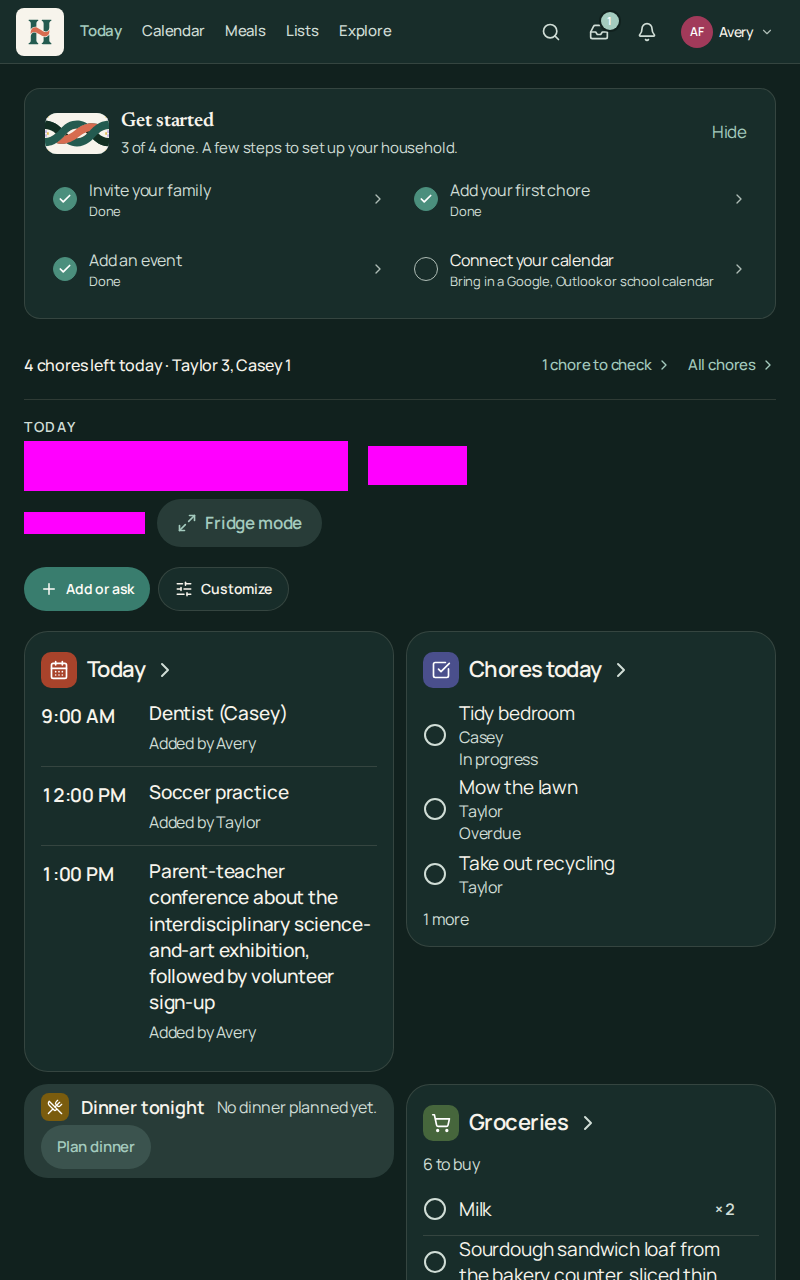 H
Today Calendar Meals Lists Explore
1
AF Avery
Get started
3 of 4 done. A few steps to set up your household.
Hide
Invite your family
Done
Add your first chore
Done
Add an event
Done
Connect your calendar
Bring in a Google, Outlook or school calendar
4 chores left today · Taylor 3, Casey 1
1 chore to check
All chores
TODAY
Fridge mode
Add or ask
Customize
Today
9:00 AM Dentist (Casey)
Added by Avery
12:00 PM Soccer practice
Added by Taylor
1:00 PM Parent-teacher
conference about the
interdisciplinary science-
and-art exhibition,
followed by volunteer
sign-up
Added by Avery
Chores today
Tidy bedroom
Casey
In progress
Mow the lawn
Taylor
Overdue
Take out recycling
Taylor
1 more
Dinner tonight No dinner planned yet.
Plan dinner
Groceries
6 to buy
Milk ×2
Sourdough sandwich loaf from
the bakery counter, sliced thin